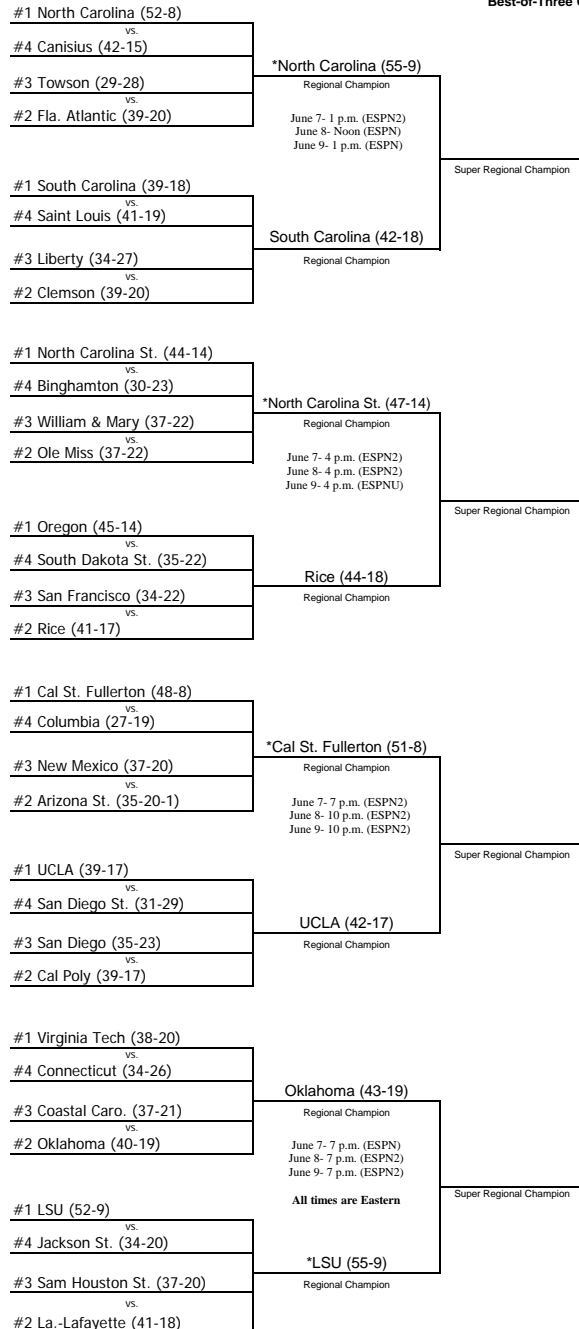 Best-of-Three
#1 North Carolina (52-8)
vs.
#4 Canisius (42-15)
#3 Towson (29-28)
vs.
#2 Fla. Atlantic (39-20)
*North Carolina (55-9)
Regional Champion
June 7- 1 p.m. (ESPN2)
June 8- Noon (ESPN)
June 9- 1 p.m. (ESPN)
Super Regional Champion
#1 South Carolina (39-18)
vs.
#4 Saint Louis (41-19)
#3 Liberty (34-27)
vs.
#2 Clemson (39-20)
South Carolina (42-18)
Regional Champion
#1 North Carolina St. (44-14)
vs.
#4 Binghamton (30-23)
#3 William & Mary (37-22)
vs.
#2 Ole Miss (37-22)
*North Carolina St. (47-14)
Regional Champion
June 7- 4 p.m. (ESPN2)
June 8- 4 p.m. (ESPN2)
June 9- 4 p.m. (ESPNU)
Super Regional Champion
#1 Oregon (45-14)
vs.
#4 South Dakota St. (35-22)
#3 San Francisco (34-22)
vs.
#2 Rice (41-17)
Rice (44-18)
Regional Champion
#1 Cal St. Fullerton (48-8)
vs.
#4 Columbia (27-19)
#3 New Mexico (37-20)
vs.
#2 Arizona St. (35-20-1)
*Cal St. Fullerton (51-8)
Regional Champion
June 7- 7 p.m. (ESPN2)
June 8- 10 p.m. (ESPN2)
June 9- 10 p.m. (ESPN2)
Super Regional Champion
#1 UCLA (39-17)
vs.
#4 San Diego St. (31-29)
#3 San Diego (35-23)
vs.
#2 Cal Poly (39-17)
UCLA (42-17)
Regional Champion
#1 Virginia Tech (38-20)
vs.
#4 Connecticut (34-26)
#3 Coastal Caro. (37-21)
vs.
#2 Oklahoma (40-19)
Oklahoma (43-19)
Regional Champion
June 7- 7 p.m. (ESPN)
June 8- 7 p.m. (ESPN2)
June 9- 7 p.m. (ESPN2)
All times are Eastern
Super Regional Champion
#1 LSU (52-9)
vs.
#4 Jackson St. (34-20)
#3 Sam Houston St. (37-20)
vs.
#2 La.-Lafayette (41-18)
*LSU (55-9)
Regional Champion